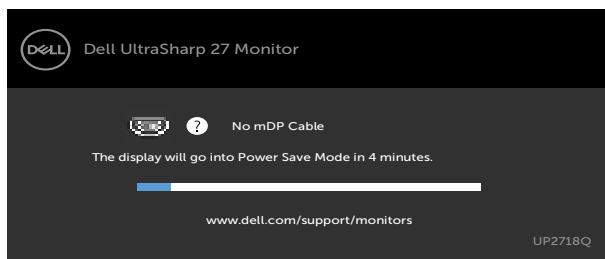 DELL Dell UltraSharp 27 Monitor
? No mDP Cable
The display will go into Power Save Mode in 4 minutes.
www.dell.com/support/monitors
UP2718Q